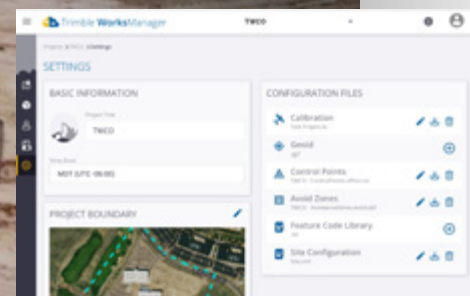 Trimble WorksManager
TWCO
SETTINGS
BASIC INFORMATION
Project Title
TWCO
Time Zone
MDT (UTC -06:00)
PROJECT BOUNDARY
CONFIGURATION FILES
Calibration
Geoid
Control Points
Avoid Zones
Feature Code Library
Site Configuration